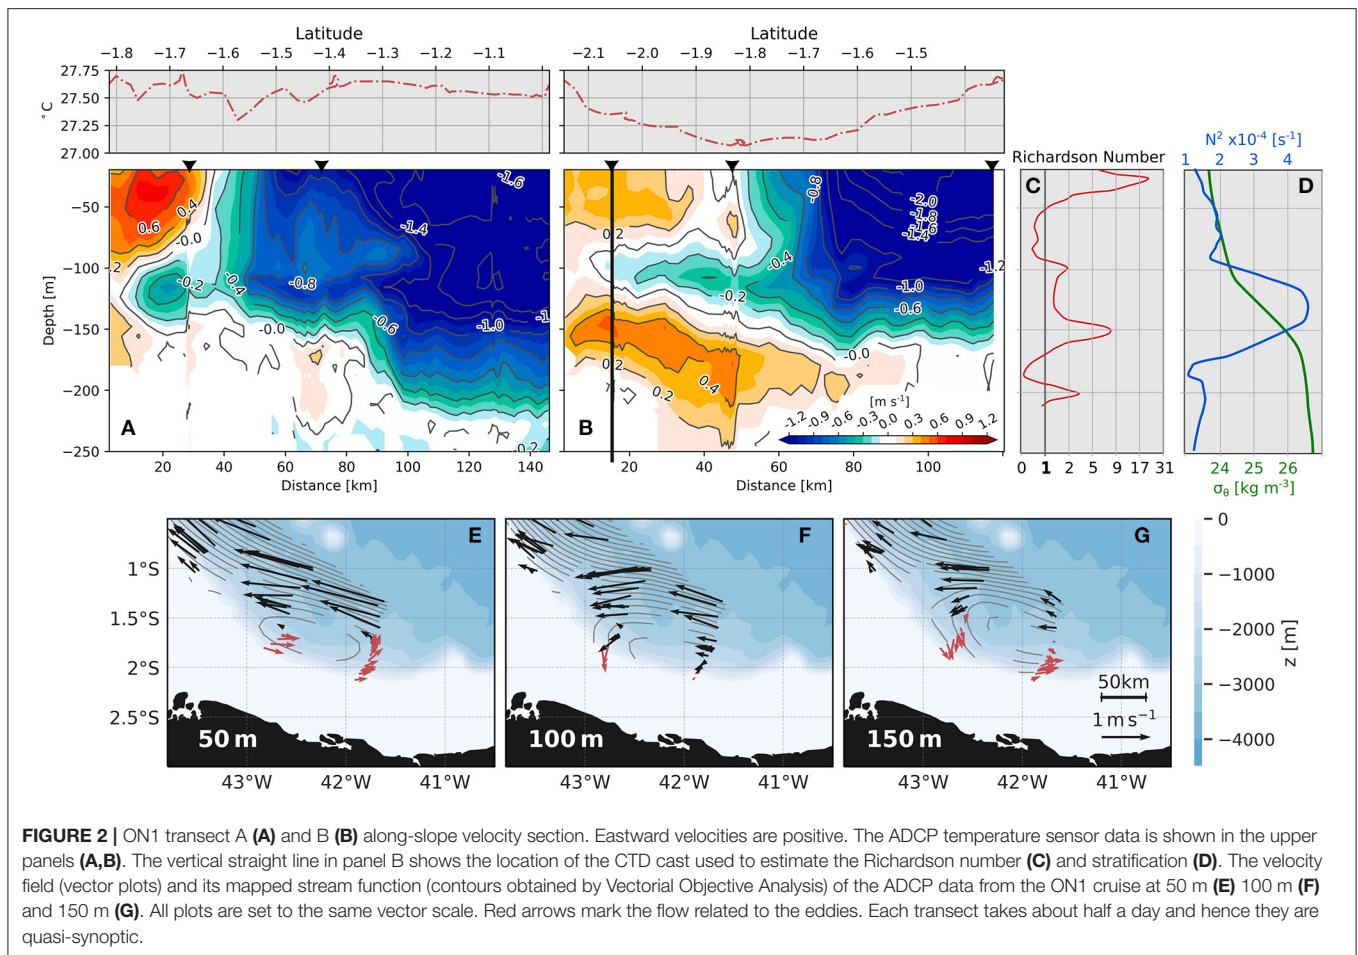 Latitude
−1.8 −1.7 −1.6 −1.5 −1.4 −1.3 −1.2 −1.1
Latitude
−2.1 −2.0 −1.9 −1.8 −1.7 −1.6 −1.5
27.75
27.50
27.25
27.00
°C
Richardson Number
N² x10⁻⁴ [s⁻¹]
1 2 3 4
Depth [m]
−50
−100
−150
−200
−250
0.6
0.4
-0.0
.2
-0.2
-0.4
-0.8
-0.0
-0.6
-1.6
-1.4
-1.0
-1.
-0.2
A
20 40 60 80 100 120 140
Distance [km]
0.2
-0.2
-0.4
-0.8
-2.0
-1.8
-1.6
-1.4
-1.2
-1.0
-0.6
-0.0
0.2
0.2
0.4
B
[m s⁻¹]
-1.2 -0.9 -0.6 -0.3 0.0 0.3 0.6 0.9 1.2
20 40 60 80 100
Distance [km]
C
0 1 2 5 9 17 31
D
24 25 26
σθ [kg m⁻³]
E
1°S
1.5°S
2°S
2.5°S
50 m
43°W 42°W 41°W
F
100 m
43°W 42°W 41°W
G
50km
1 m s⁻¹
150 m
43°W 42°W 41°W
0
−1000
−2000
−3000
−4000
z [m]
FIGURE 2 | ON1 transect A (A) and B (B) along-slope velocity section. Eastward velocities are positive. The ADCP temperature sensor data is shown in the upper
panels (A,B). The vertical straight line in panel B shows the location of the CTD cast used to estimate the Richardson number (C) and stratification (D). The velocity
field (vector plots) and its mapped stream function (contours obtained by Vectorial Objective Analysis) of the ADCP data from the ON1 cruise at 50 m (E) 100 m (F)
and 150 m (G). All plots are set to the same vector scale. Red arrows mark the flow related to the eddies. Each transect takes about half a day and hence they are
quasi-synoptic.